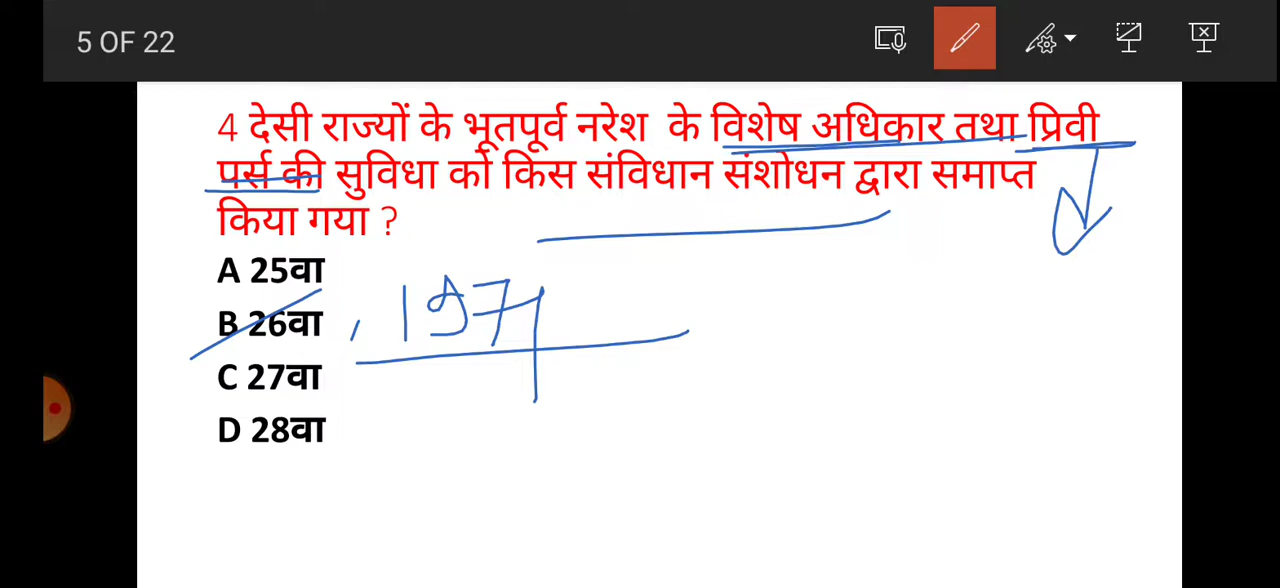 5 OF 22
4 देसी राज्यों के भूतपूर्व नरेश के विशेष अधिकार तथा प्रिवी
पर्स की सुविधा को किस संविधान संशोधन द्वारा समाप्त
किया गया ?
A 25वा
B 26वा , 1971
C 27वा
D 28वा